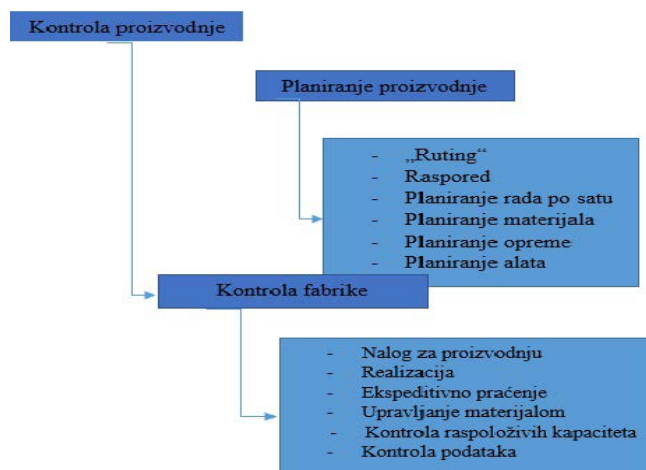 Kontrola proizvodnje
Planiranje proizvodnje
- „Ruting“
- Raspored
- Planiranje rada po satu
- Planiranje materijala
- Planiranje opreme
- Planiranje alata
Kontrola fabrike
- Nalog za proizvodnju
- Realizacija
- Ekspeditivno praćenje
- Upravljanje materijalom
- Kontrola raspoloživih kapaciteta
- Kontrola podataka